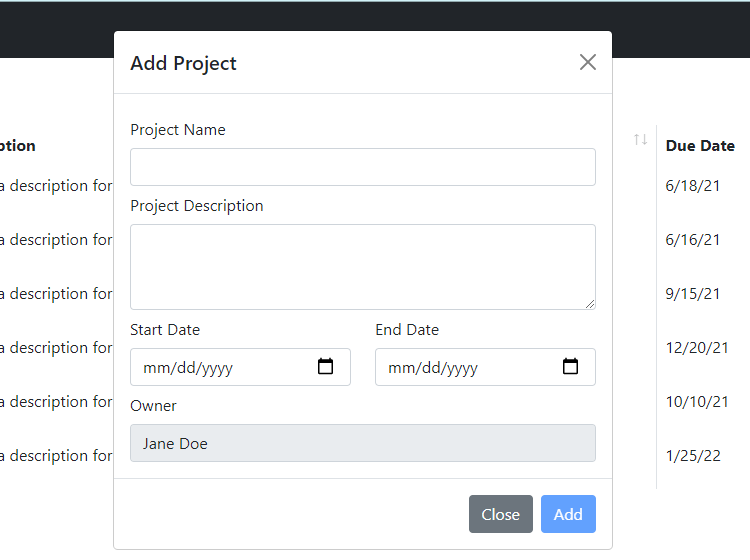 Add Project
Project Name
ption
Due Date
a description for
6/18/21
Project Description
a description for
6/16/21
a description for
9/15/21
Start Date
End Date
a description for
mm/dd/yyyy
mm/dd/yyyy
12/20/21
a description for
Owner
10/10/21
a description for
Jane Doe
1/25/22
Close
Add